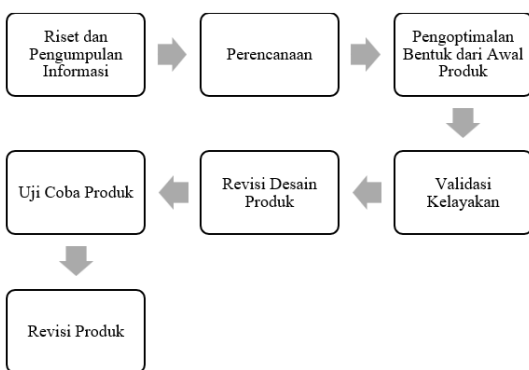 Riset dan
Pengumpulan
Informasi
Perencanaan
Pengoptimalan
Bentuk dari Awal
Produk
Validasi
Kelayakan
Revisi Desain
Produk
Uji Coba Produk
Revisi Produk